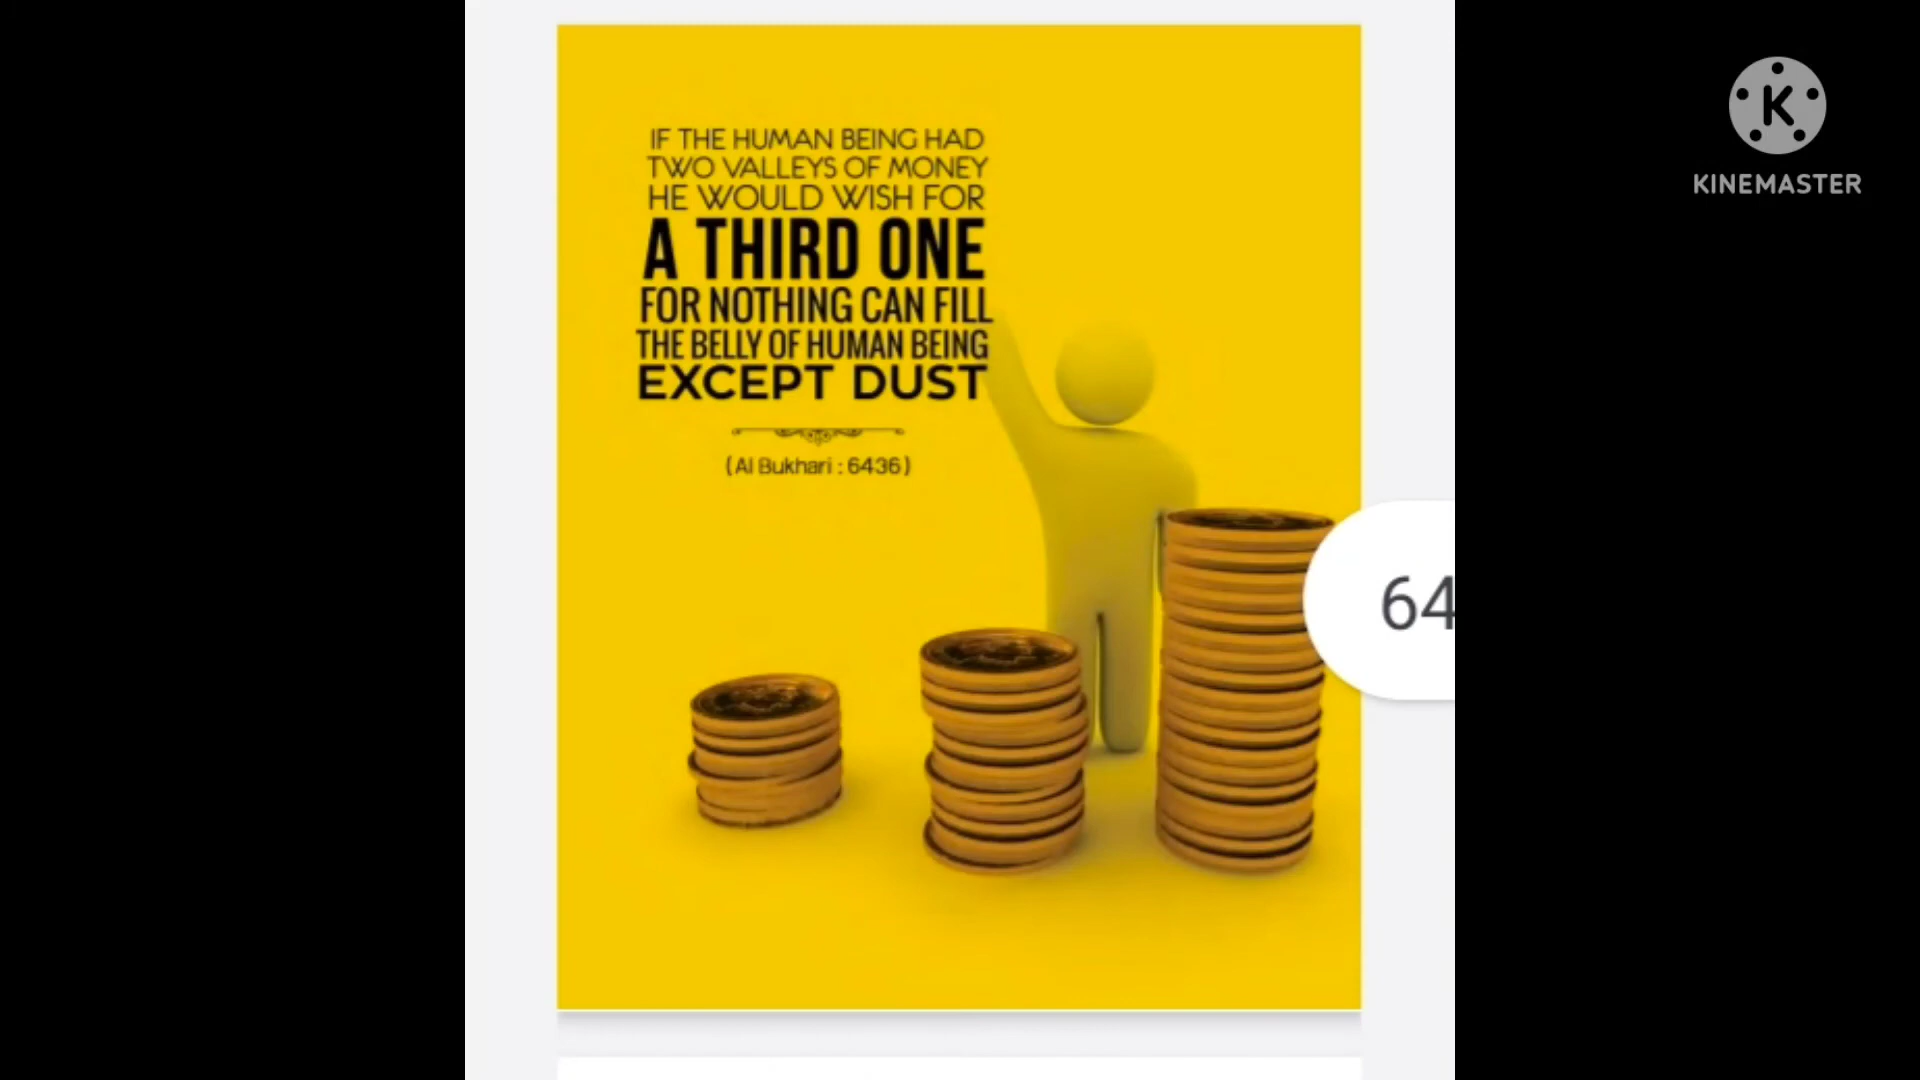 IF THE HUMAN BEING HAD
TWO VALLEYS OF MONEY
HE WOULD WISH FOR
A THIRD ONE
FOR NOTHING CAN FILL
THE BELLY OF HUMAN BEING
EXCEPT DUST
(Al Bukhari : 6436)
64
K
KINEMASTER